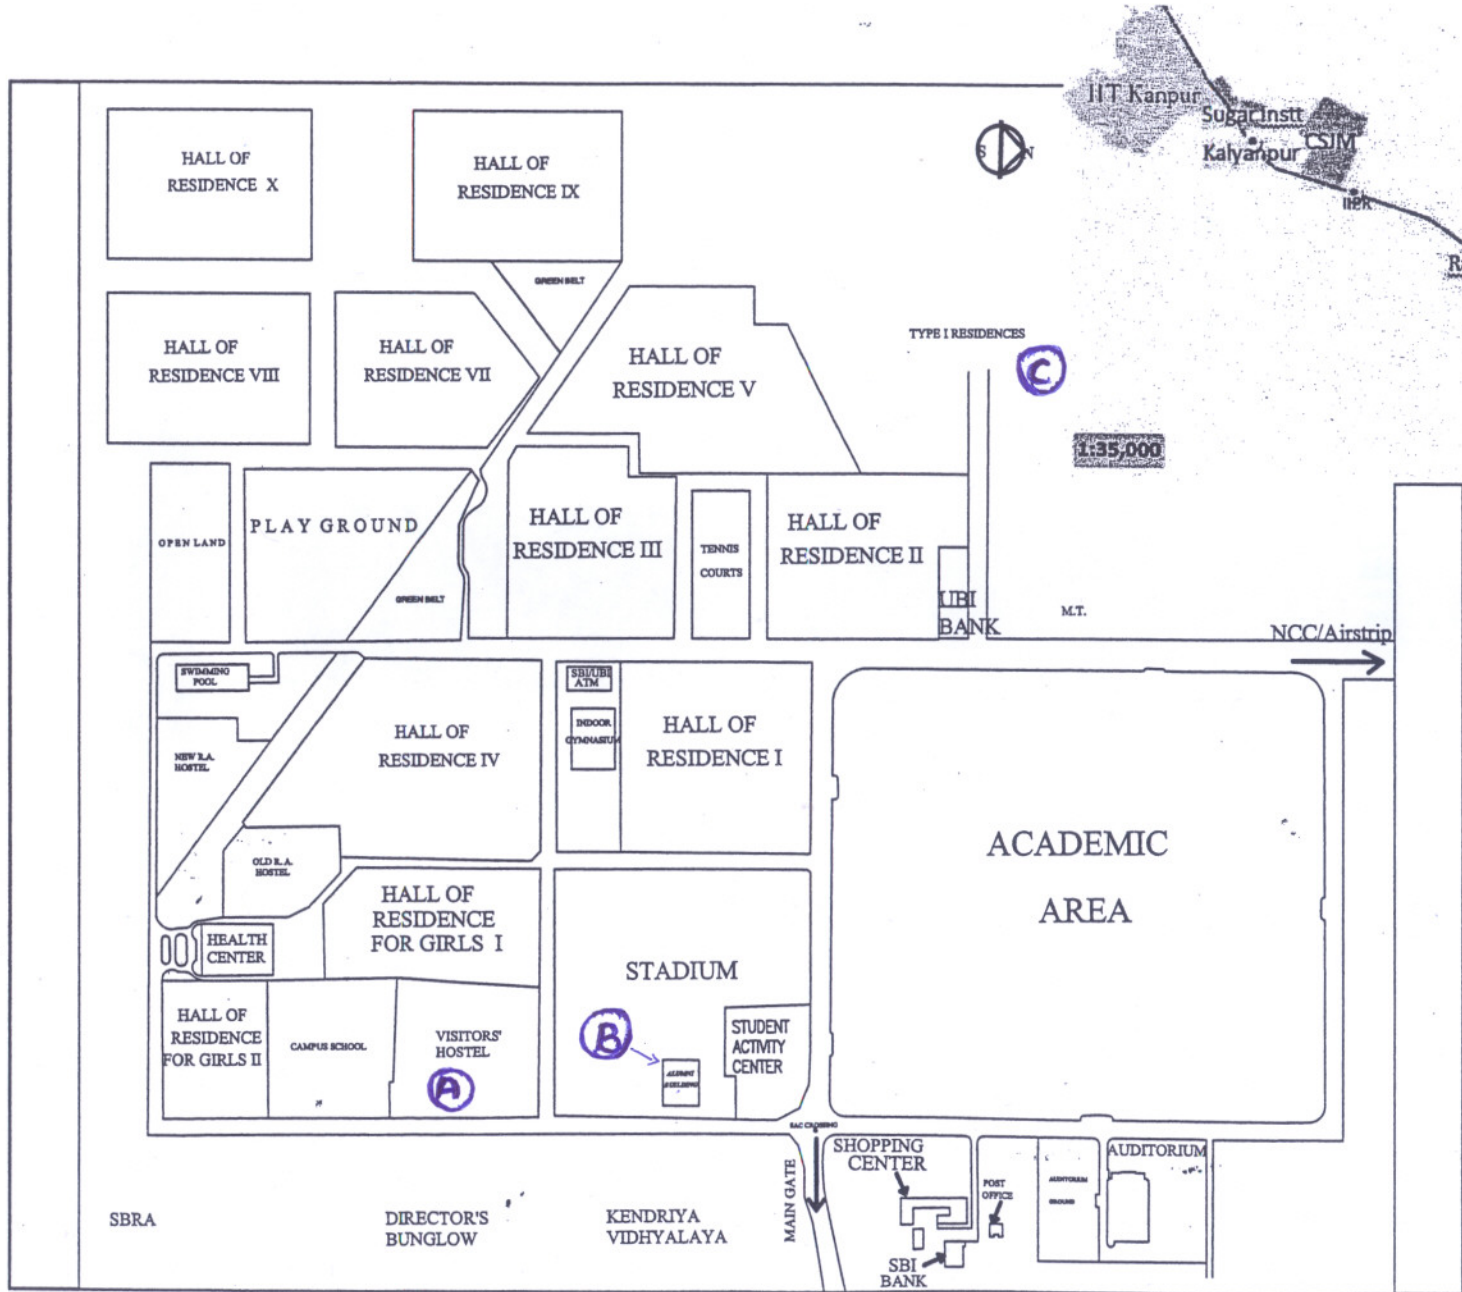 IIT Kanpur
Sugar Instt
CSJM
Kalyanpur
IIPR
R
S N
HALL OF
RESIDENCE X
HALL OF
RESIDENCE IX
GREEN BELT
HALL OF
RESIDENCE VIII
HALL OF
RESIDENCE VII
HALL OF
RESIDENCE V
TYPE I RESIDENCES
C
1:35,000
OPEN LAND
PLAY GROUND
GREEN BELT
HALL OF
RESIDENCE III
TENNIS
COURTS
HALL OF
RESIDENCE II
UBI
BANK
M.T.
NCC/Airstrip
SWIMMING
POOL
NEW R.A.
HOSTEL
HALL OF
RESIDENCE IV
SBI/UBI
ATM
INDOOR
GYMNASIUM
HALL OF
RESIDENCE I
ACADEMIC
AREA
OLD R.A.
HOSTEL
HALL OF
RESIDENCE
FOR GIRLS I
HEALTH
CENTER
STADIUM
HALL OF
RESIDENCE
FOR GIRLS II
CAMPUS SCHOOL
VISITORS'
HOSTEL
A
B
ALUMNI
BUILDING
STUDENT
ACTIVITY
CENTER
SAC CROSSING
SBRA
DIRECTOR'S
BUNGLOW
KENDRIYA
VIDHYALAYA
MAIN GATE
SHOPPING
CENTER
POST
OFFICE
SBI
BANK
AUDITORIUM
GROUND
AUDITORIUM